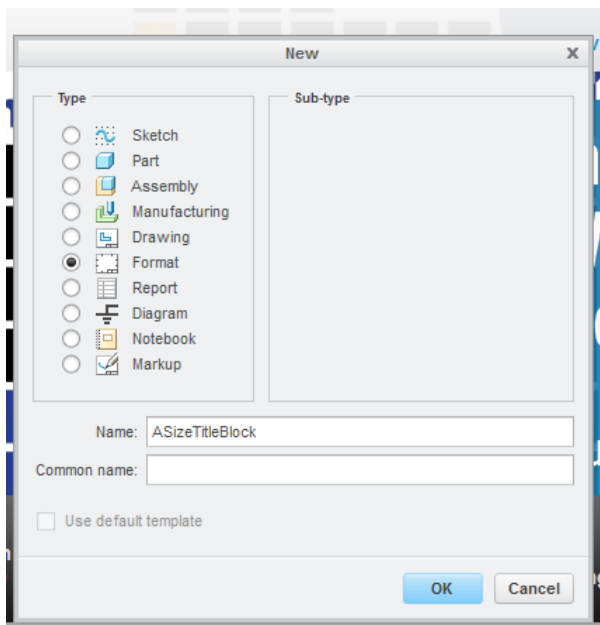 New
Type
Sub-type
Sketch
Part
Assembly
Manufacturing
Drawing
Format
Report
Diagram
Notebook
Markup
Name: ASizeTitleBlock
Common name:
Use default template
OK Cancel